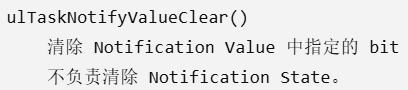 ulTaskNotifyValueClear()
清除 Notification Value 中指定的 bit
不负责清除 Notification State。